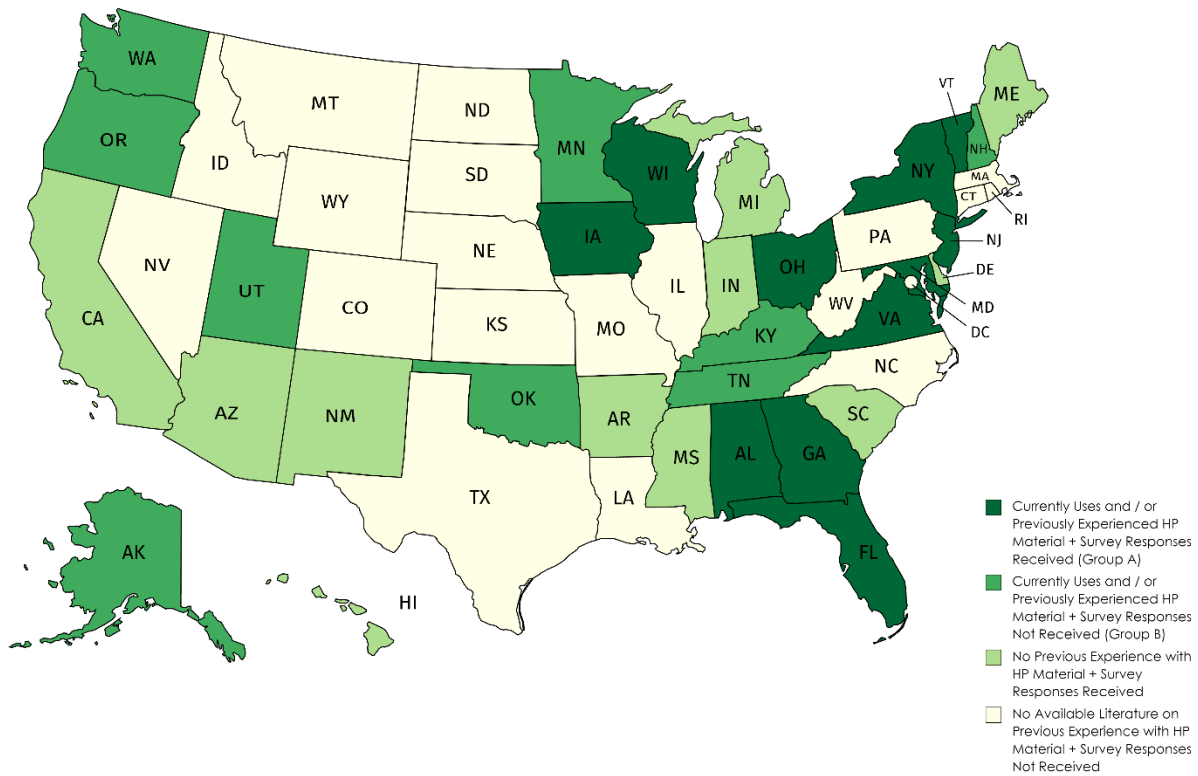 WA
OR
CA
NV
ID
MT
WY
UT
AZ
NM
CO
ND
SD
NE
KS
OK
TX
MN
IA
MO
AR
LA
WI
IL
MI
IN
OH
KY
TN
MS
AL
GA
FL
SC
NC
VA
WV
PA
NY
VT
NH
ME
MA
CT
RI
NJ
DE
MD
DC
AK
HI
Currently Uses and / or
Previously Experienced HP
Material + Survey Responses
Received (Group A)
Currently Uses and / or
Previously Experienced HP
Material + Survey Responses
Not Received (Group B)
No Previous Experience with
HP Material + Survey
Responses Received
No Available Literature on
Previous Experience with HP
Material + Survey Responses
Not Received